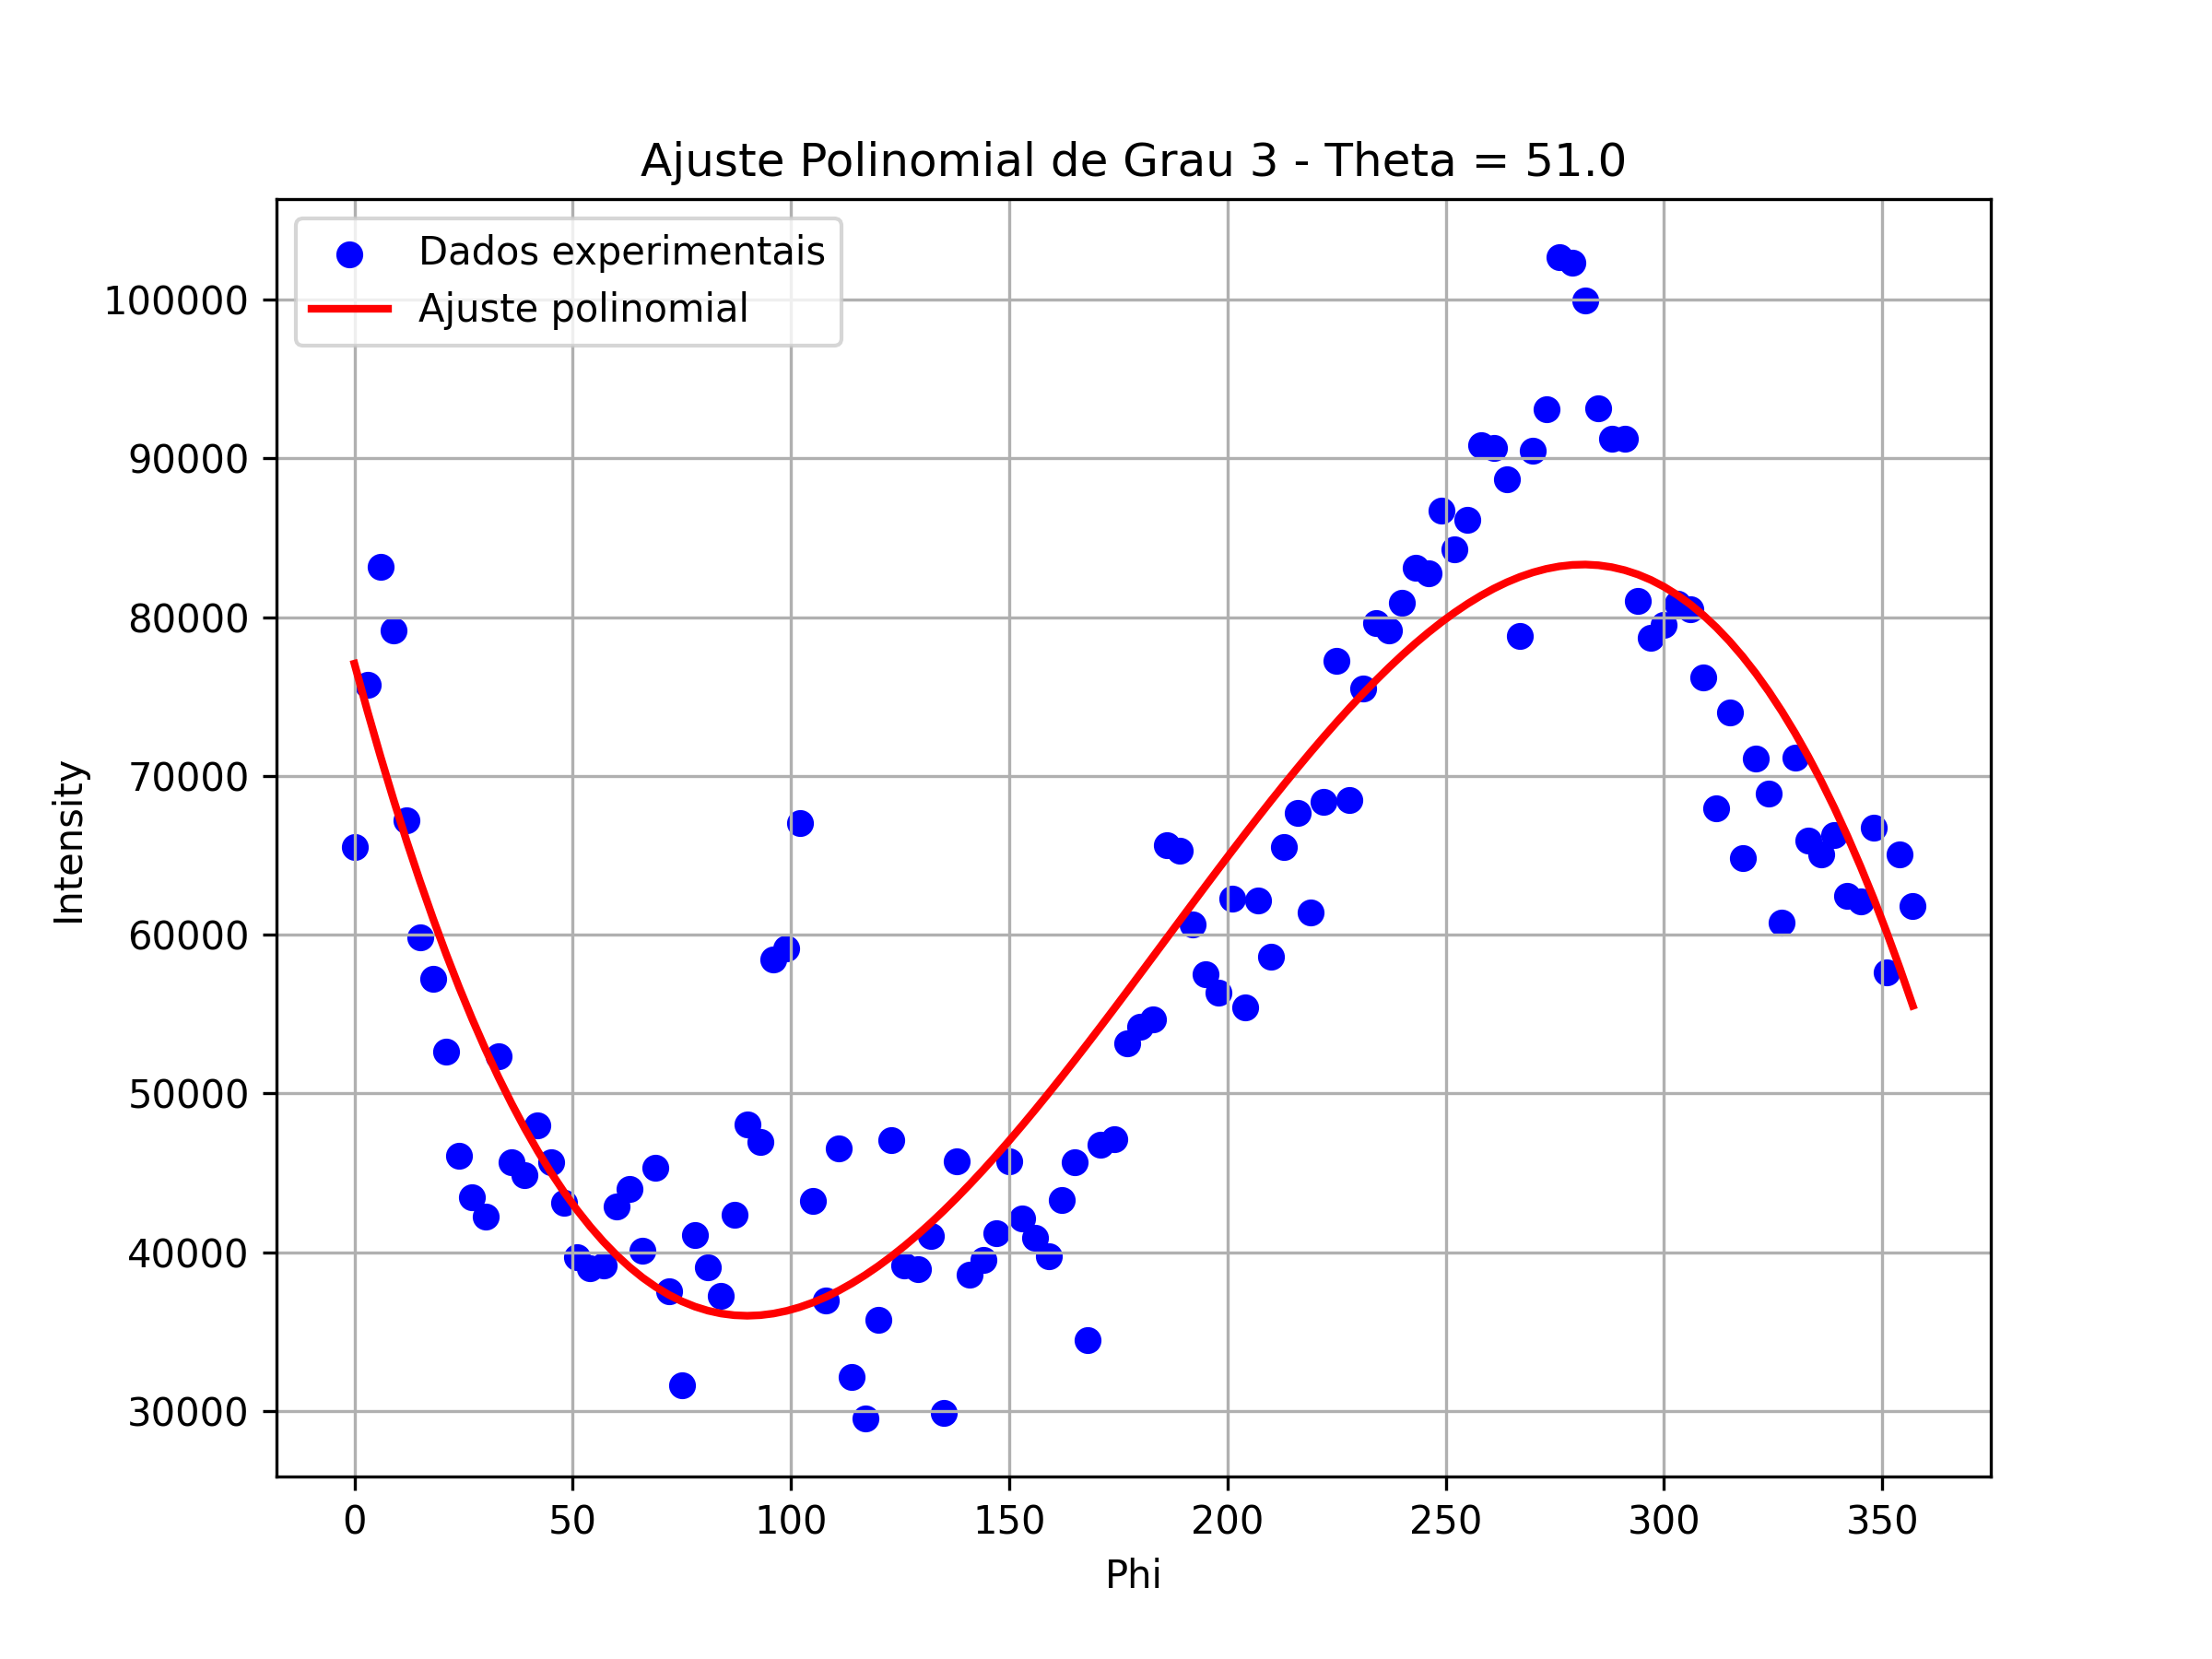 Ajuste Polinomial de Grau 3 - Theta = 51.0
Dados experimentais
Ajuste polinomial
100000
90000
80000
70000
60000
50000
40000
30000
Intensity
0 50 100 150 200 250 300 350
Phi